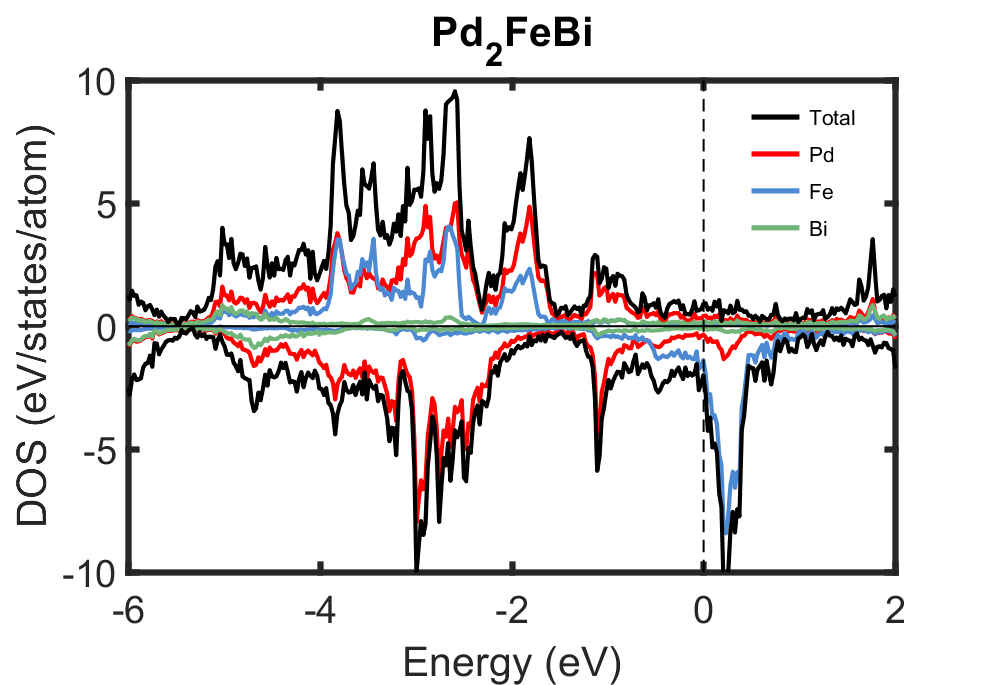 Pd₂FeBi
10
5
0
-5
-10
DOS (eV/states/atom)
Total
Pd
Fe
Bi
-6 -4 -2 0 2
Energy (eV)